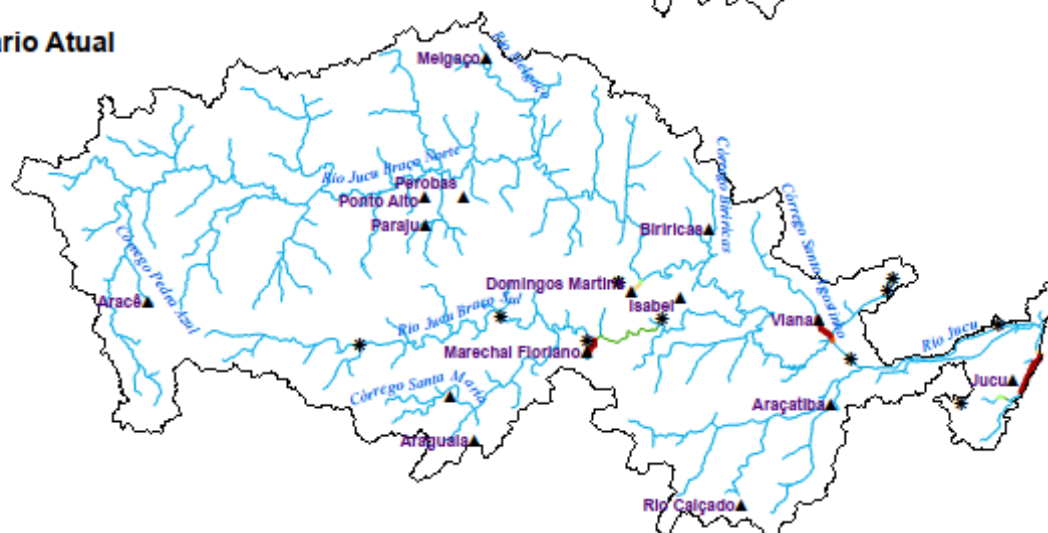 ário Atual
Melgaço
Rio Melgaço
Rio Jucu Braço Norte
Perobas
Ponto Alto
Paraju
Córrego Biriricas
Biriricas
Córrego Santo Agostinho
Córrego Pedra Azul
Aracê
Domingos Martins
Isabel
Rio Jucu Braço Sul
Viana
Rio Jucu
Marechal Floriano
Córrego Santa Maria
Jucu
Araçatiba
Araguaia
Rio Calçado